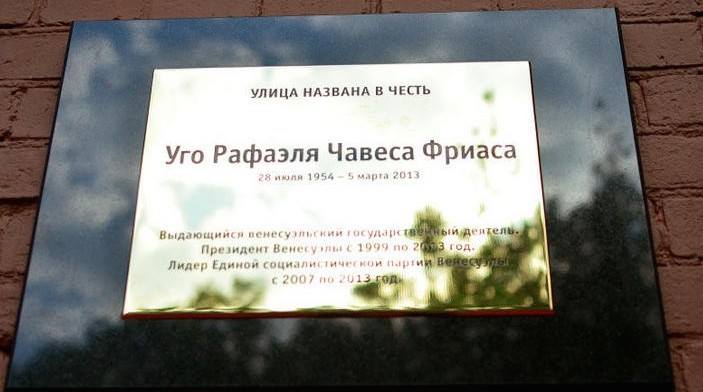 УЛИЦА НАЗВАНА В ЧЕСТЬ
Уго Рафаэля Чавеса Фриаса
28 июля 1954 – 5 марта 2013
Выдающийся венесуэльский государственный деятель.
Президент Венесуэлы с 1999 по 2013 год.
Лидер Единой социалистической партии Венесуэлы
с 2007 по 2013 год.